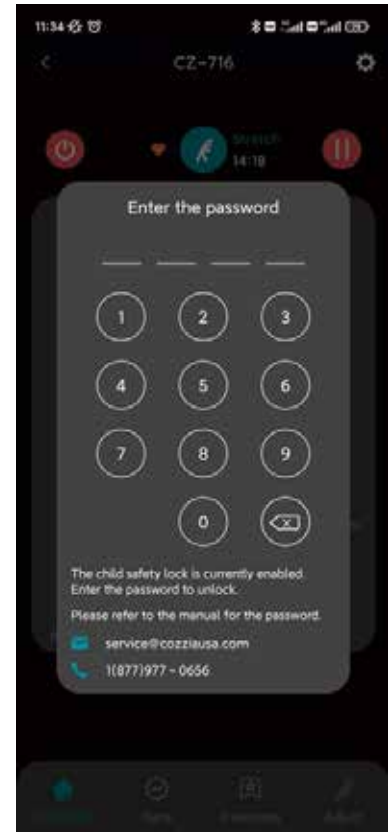 11:34
CZ-716
Stretch
14:18
Enter the password
1
2
3
4
5
6
7
8
9
0
The child safety lock is currently enabled.
Enter the password to unlock.
Please refer to the manual for the password.
service@cozziausa.com
1(877)977-0656